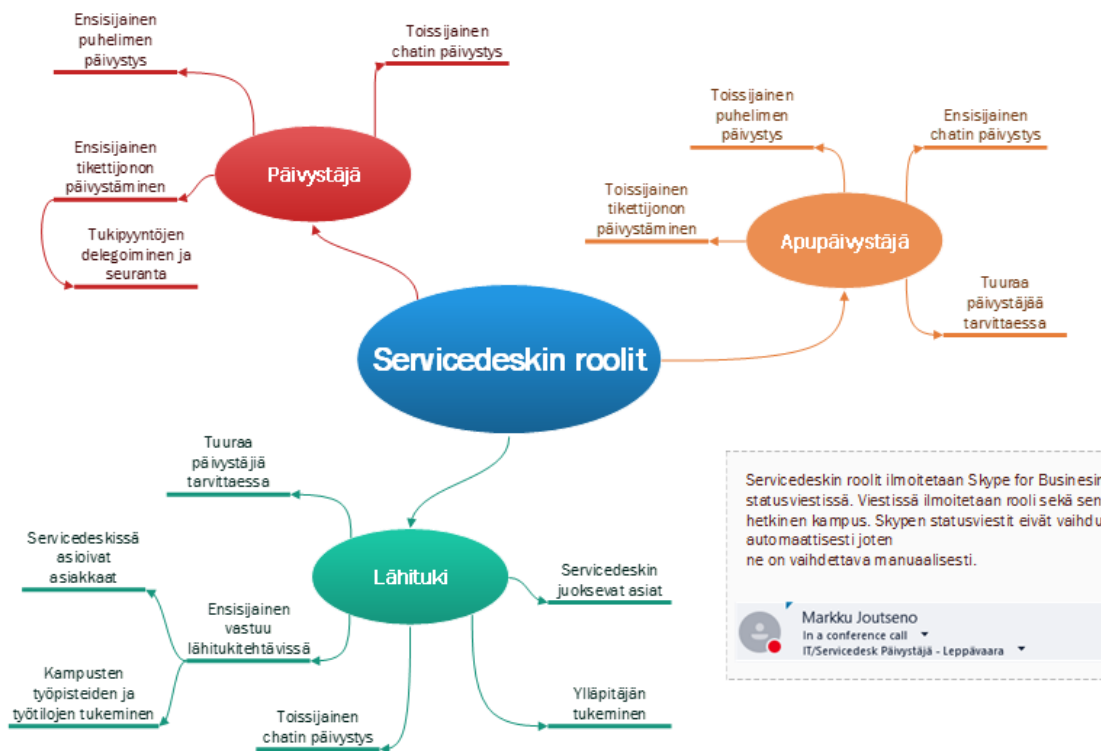 Ensisijainen
puhelimen
päivystys
Toissijainen
chatin päivystys
Päivystäjä
Ensisijainen
tikettijonon
päivystäminen
Tukipyyntöjen
delegoiminen ja
seuranta
Toissijainen
puhelimen
päivystys
Ensisijainen
chatin päivystys
Toissijainen
tikettijonon
päivystäminen
Apupäivystäjä
Tuuraa
päivystäjää
tarvittaessa
Servicedeskin roolit
Tuuraa
päivystäjiä
tarvittaessa
Servicedeskissä
asioivat
asiakkaat
Lähituki
Servicedeskin
juoksevat asiat
Ensisijainen
vastuu
lähitukitehtävissä
Kampusten
työpisteiden ja
työtilojen tukeminen
Toissijainen
chatin päivystys
Ylläpitäjän
tukeminen
Servicedeskin roolit ilmoitetaan Skype for
statusviestissä. Viestissä ilmoitetaan rooli sekä
hetkinen kampus. Skypen statusviestit eivät
automaattisesti joten
ne on vaihdettava manuaalisesti.
Markku Joutseno
In a conference call
IT/Servicedesk Päivystäjä - Leppävaara